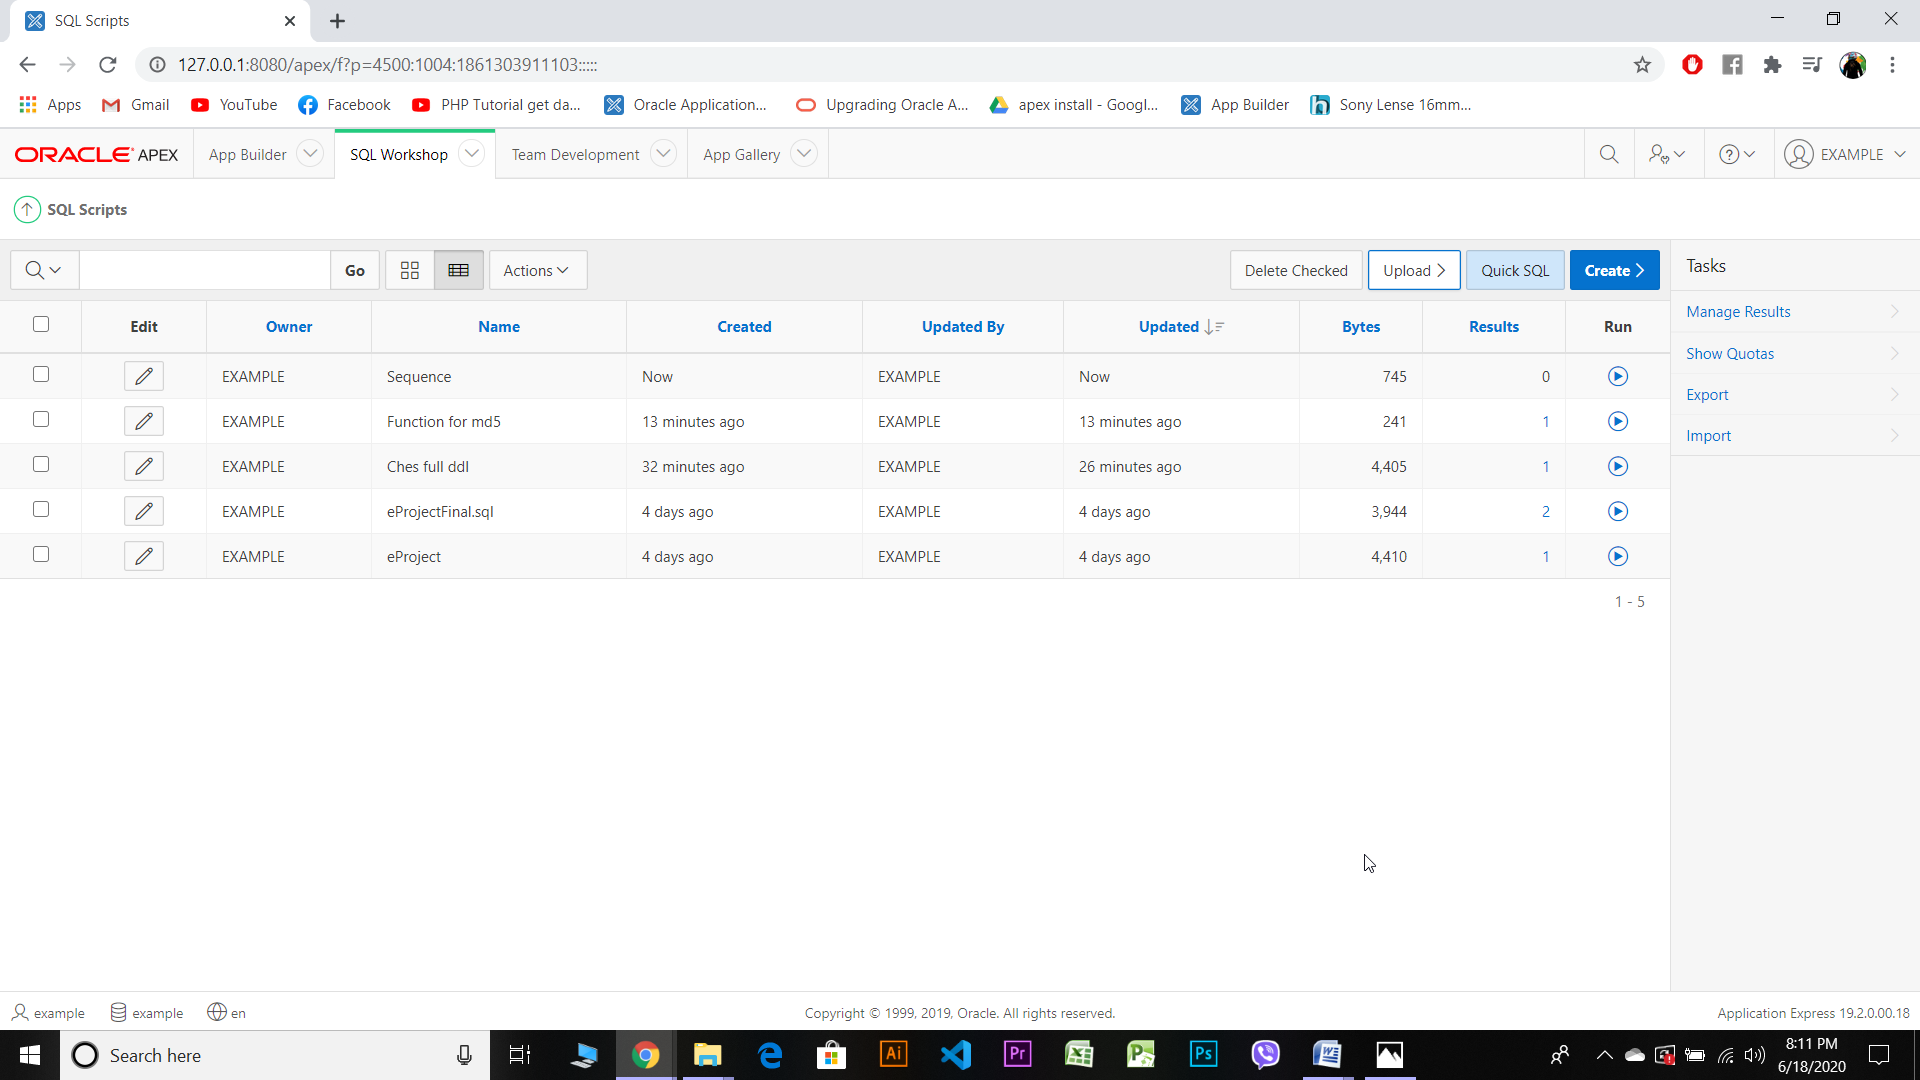 SQL Scripts
127.0.0.1:8080/apex/f?p=4500:1004:1861303911103:::::
Apps Gmail YouTube Facebook PHP Tutorial get da... Oracle Application... Upgrading Oracle A... apex install - Googl... App Builder Sony Lense 16mm...
ORACLE APEX App Builder SQL Workshop Team Development App Gallery EXAMPLE
SQL Scripts
Go Actions Delete Checked Upload Quick SQL Create
Edit Owner Name Created Updated By Updated Bytes Results Run
EXAMPLE Sequence Now EXAMPLE Now 745 0
EXAMPLE Function for md5 13 minutes ago EXAMPLE 13 minutes ago 241 1
EXAMPLE Ches full ddl 32 minutes ago EXAMPLE 26 minutes ago 4,405 1
EXAMPLE eProjectFinal.sql 4 days ago EXAMPLE 4 days ago 3,944 2
EXAMPLE eProject 4 days ago EXAMPLE 4 days ago 4,410 1
1 - 5
Tasks
Manage Results
Show Quotas
Export
Import
example example en Copyright © 1999, 2019, Oracle. All rights reserved. Application Express 19.2.0.00.18
Search here Ai Pr Ps 8:11 PM
6/18/2020